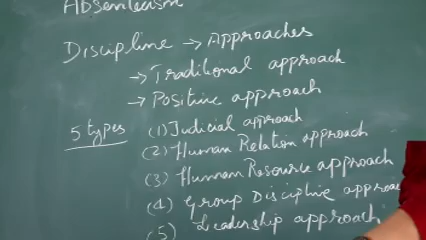 Absenteeism
Discipline → Approaches
→ Traditional approach
→ Positive approach
5 types (1) Judicial approach
(2) Human Relation approach
(3) Human Resource approach
(4) Group Discipline approa
(5) Leadership approach